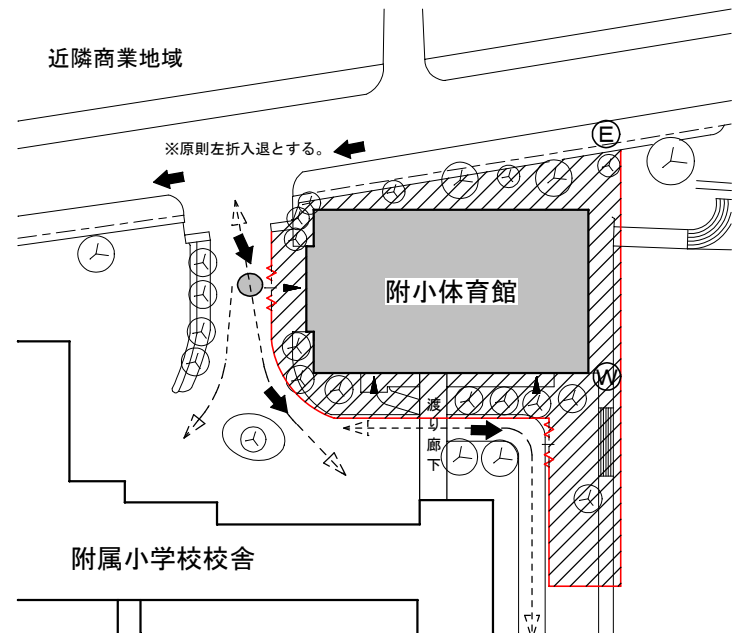 近隣商業地域
※原則左折入退とする。
E
附小体育館
W
渡り廊下
附属小学校校舎